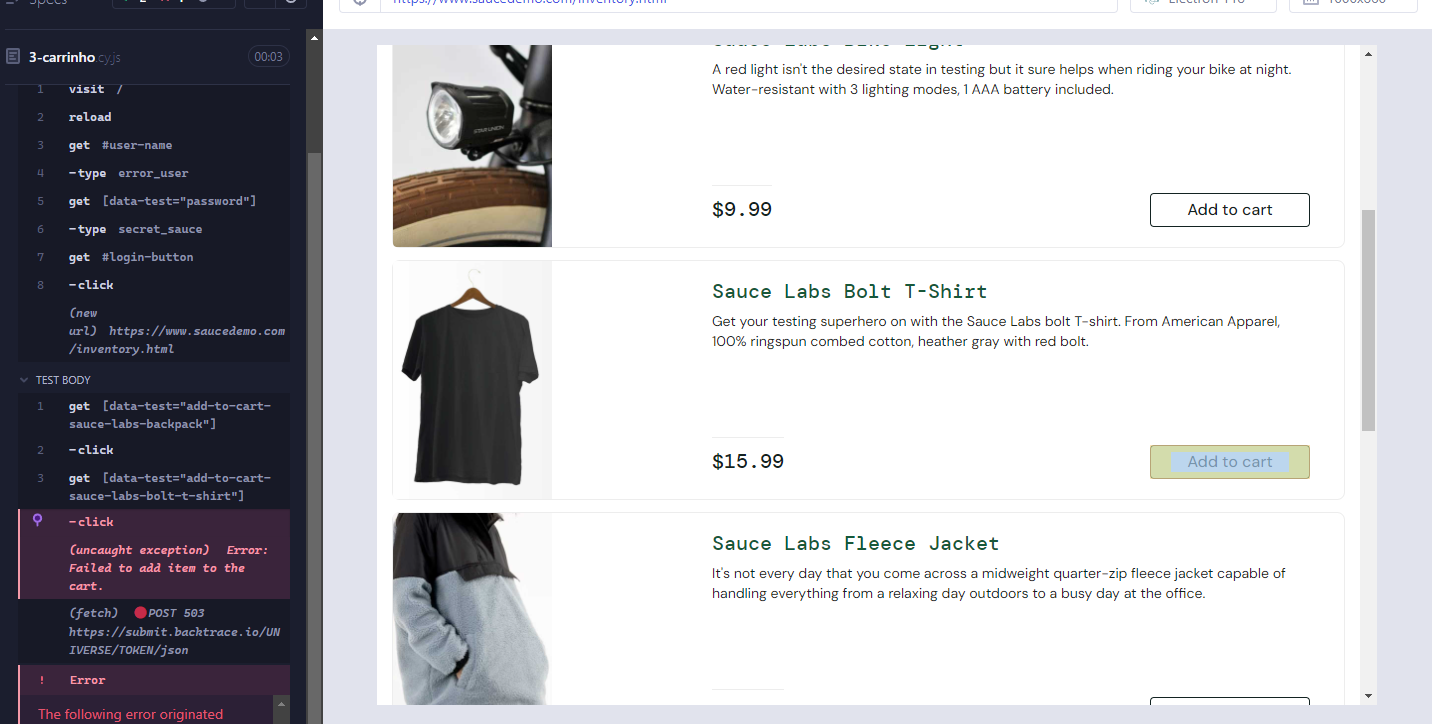 Specs
https://www.saucedemo.com/inventory.html
3-carrinho.cy.js
00:03
1 visit /
2 reload
3 get #user-name
4 -type error_user
5 get [data-test="password"]
6 -type secret_sauce
7 get #login-button
8 -click
(new
url) https://www.saucedemo.com
/inventory.html
TEST BODY
1 get [data-test="add-to-cart-
sauce-labs-backpack"]
2 -click
3 get [data-test="add-to-cart-
sauce-labs-bolt-t-shirt"]
-click
(uncaught exception) Error:
Failed to add item to the
cart.
(fetch) POST 503
https://submit.backtrace.io/UN
IVERSE/TOKEN/json
! Error
The following error originated
Sauce Labs Bike Light
A red light isn't the desired state in testing but it sure helps when riding your bike at night.
Water-resistant with 3 lighting modes, 1 AAA battery included.
$9.99
Add to cart
Sauce Labs Bolt T-Shirt
Get your testing superhero on with the Sauce Labs bolt T-shirt. From American Apparel,
100% ringspun combed cotton, heather gray with red bolt.
$15.99
Add to cart
Sauce Labs Fleece Jacket
It's not every day that you come across a midweight quarter-zip fleece jacket capable of
handling everything from a relaxing day outdoors to a busy day at the office.